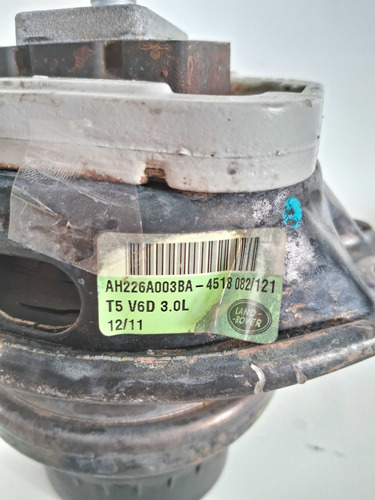 AH226A003BA-4518 082/121
T5 V6D 3.0L
12/11
LAND
ROVER